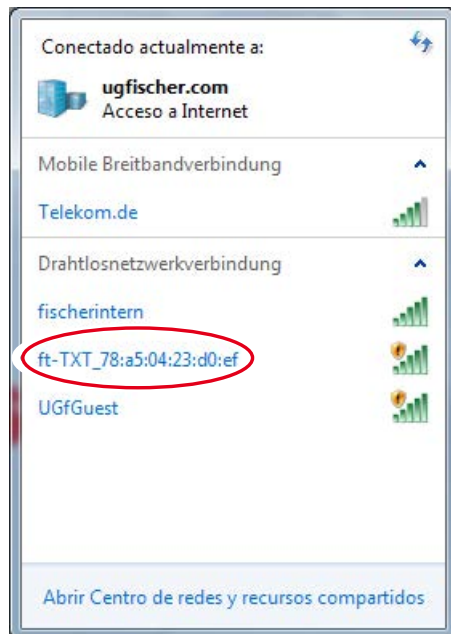 Conectado actualmente a:
ugfischer.com
Acceso a Internet
Mobile Breitbandverbindung
Telekom.de
Drahtlosnetzwerkverbindung
fischerintern
ft-TXT_78:a5:04:23:d0:ef
UGfGuest
Abrir Centro de redes y recursos compartidos